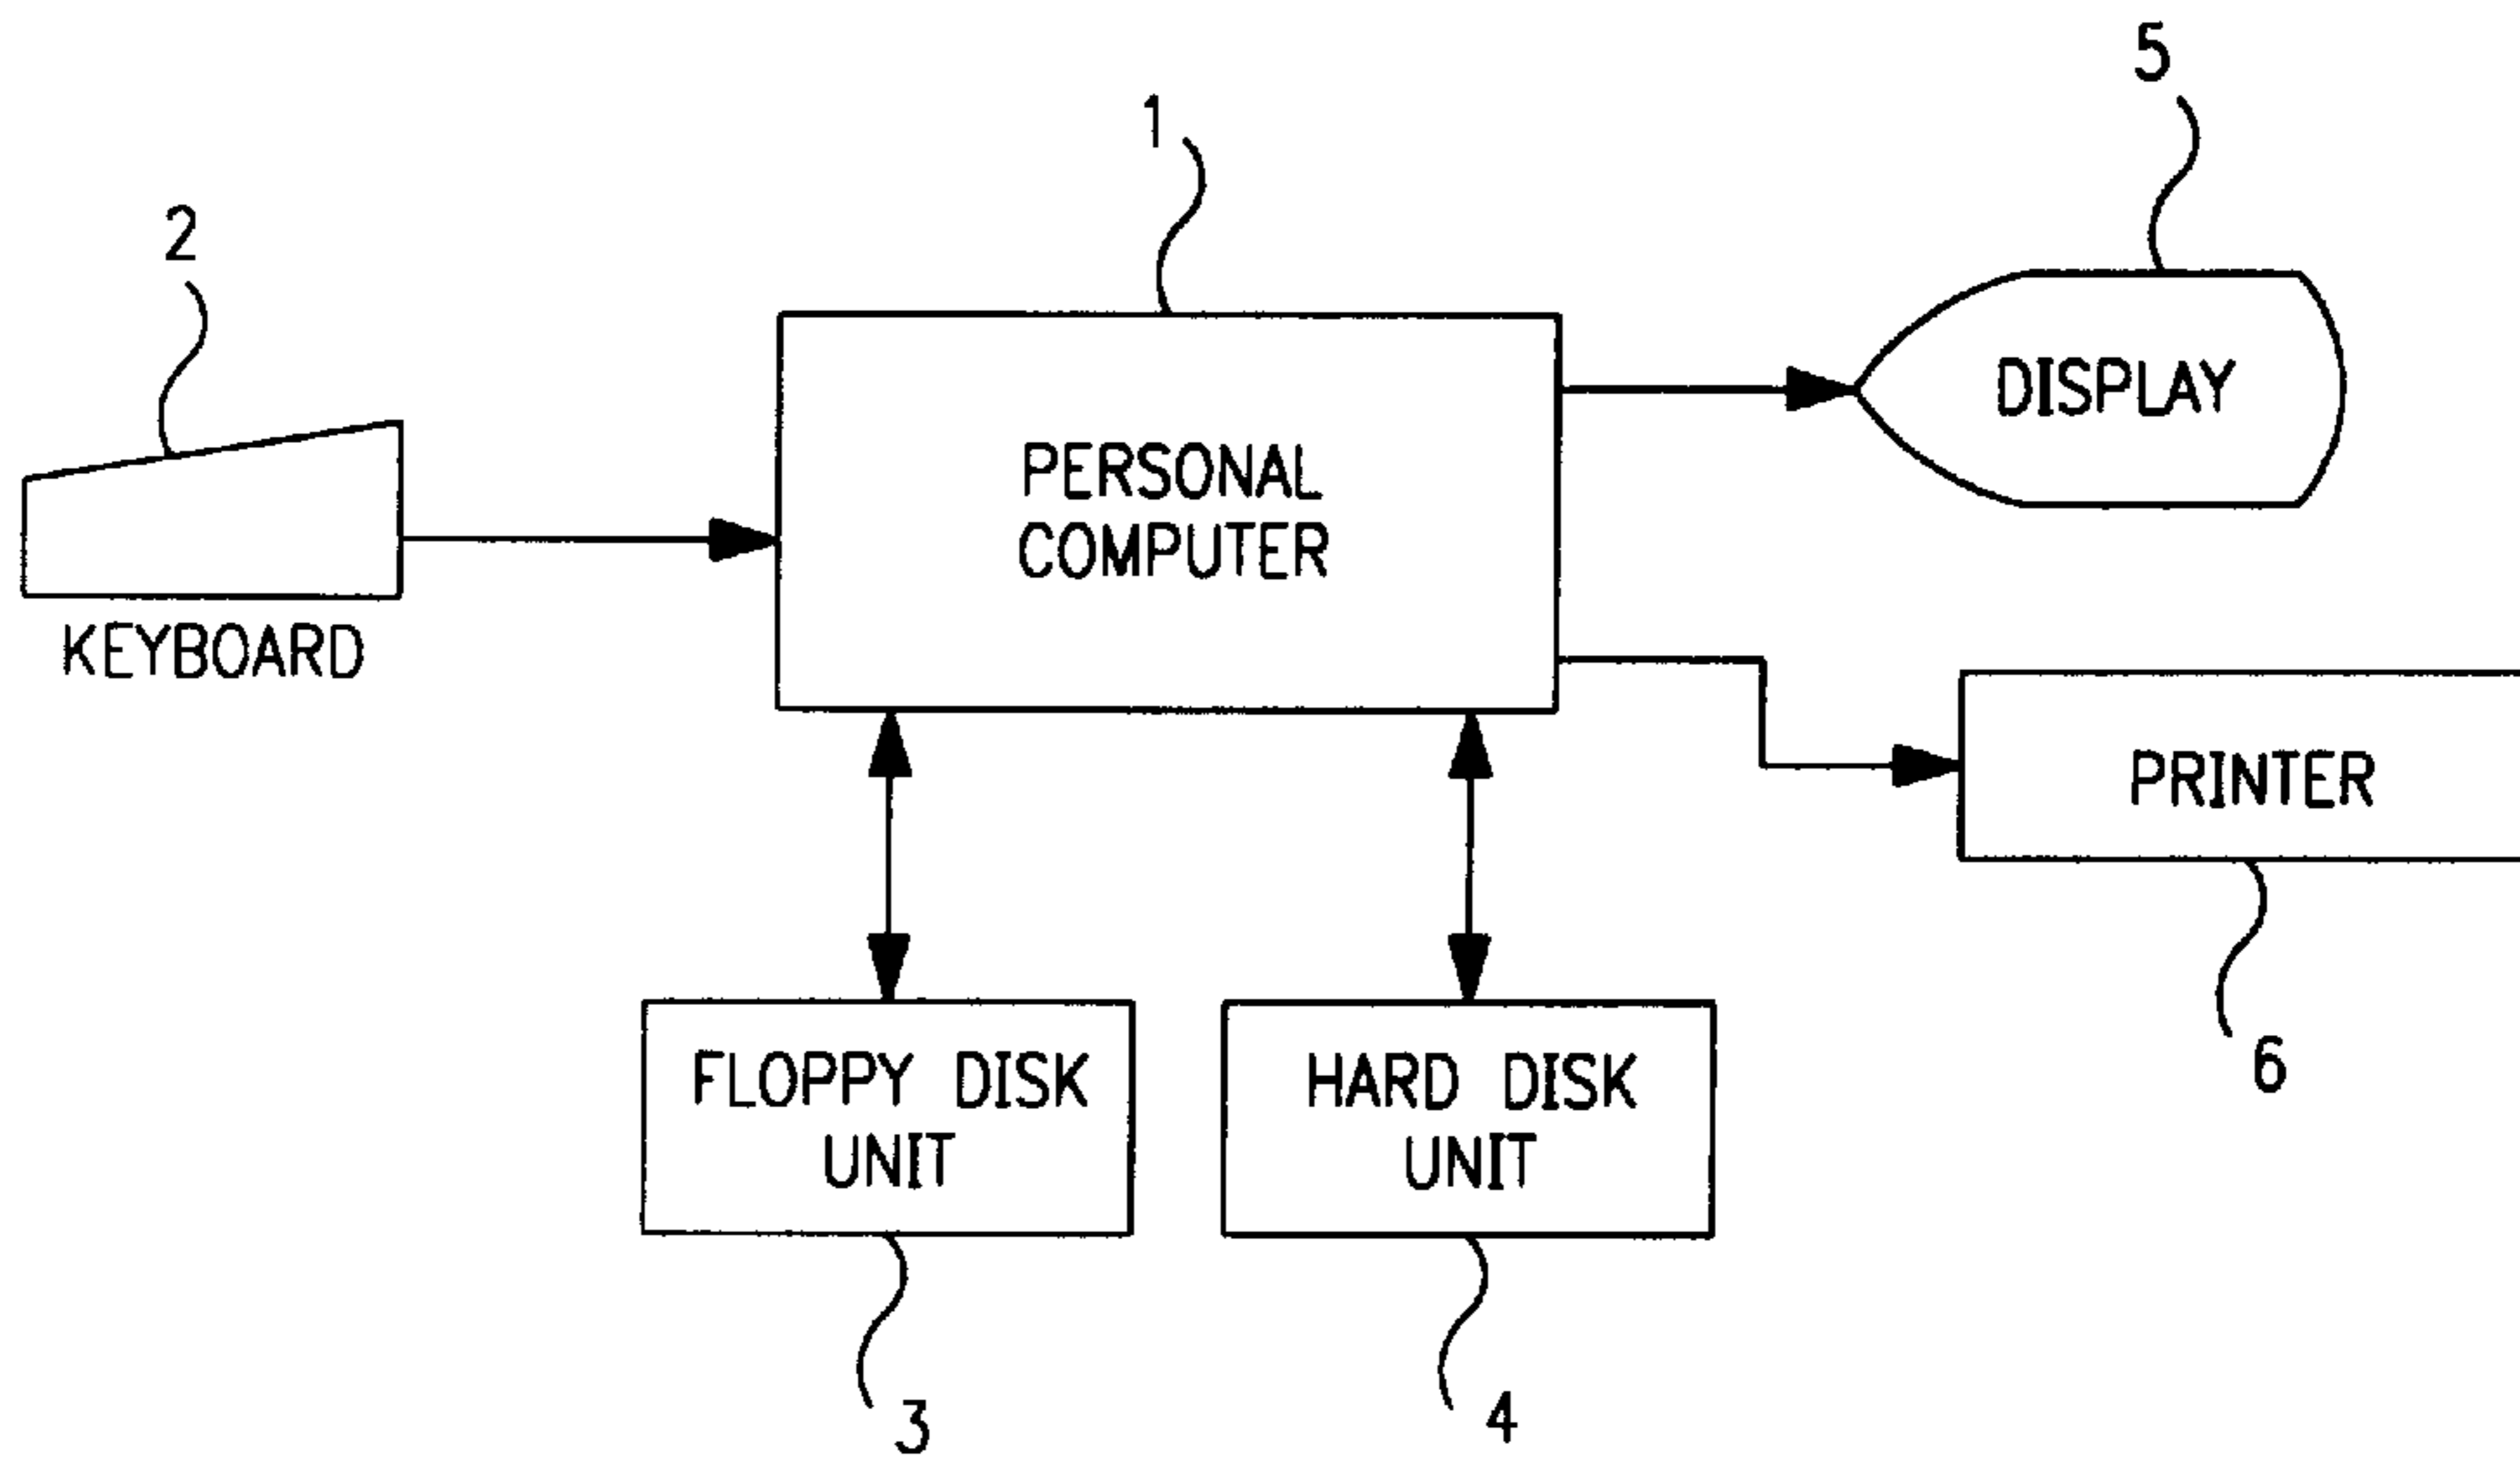 5
1
2
DISPLAY
PERSONAL
COMPUTER
KEYBOARD
PRINTER
6
FLOPPY DISK
UNIT
HARD DISK
UNIT
3
4